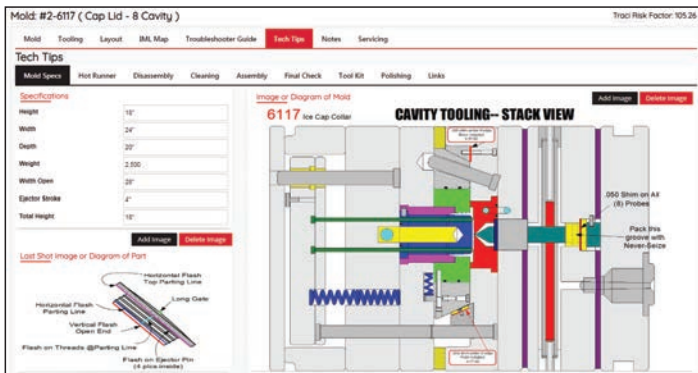 Mold: #2-6117 ( Cap Lid - 8 Cavity )
Traci Risk Factor: 105.26
Mold Tooling Layout IML Map Troubleshooter Guide Tech Tips Notes Servicing
Tech Tips
Mold Specs Hot Runner Disassembly Cleaning Assembly Final Check Tool Kit Polishing Links
Specifications
Height 18"
Width 24"
Depth 20"
Weight 2,500
Width Open 28"
Ejector Stroke 4"
Total Height 18"
Add Image Delete Image
Last Shot Image or Diagram of Part
Horizontal Flash
Top Parting Line
Long Gate
Horizontal Flash
Parting Line
Vertical Flash
Open End
Flash on Threads @Parting Line
Flash on Ejector Pin
(4 plcs-inside)
Image or Diagram of Mold
Add Image Delete Image
6117 Ice Cap Collar
CAVITY TOOLING-- STACK VIEW
.050 Shim on All
(8) Probes
Pack this
groove with
Never-Seize